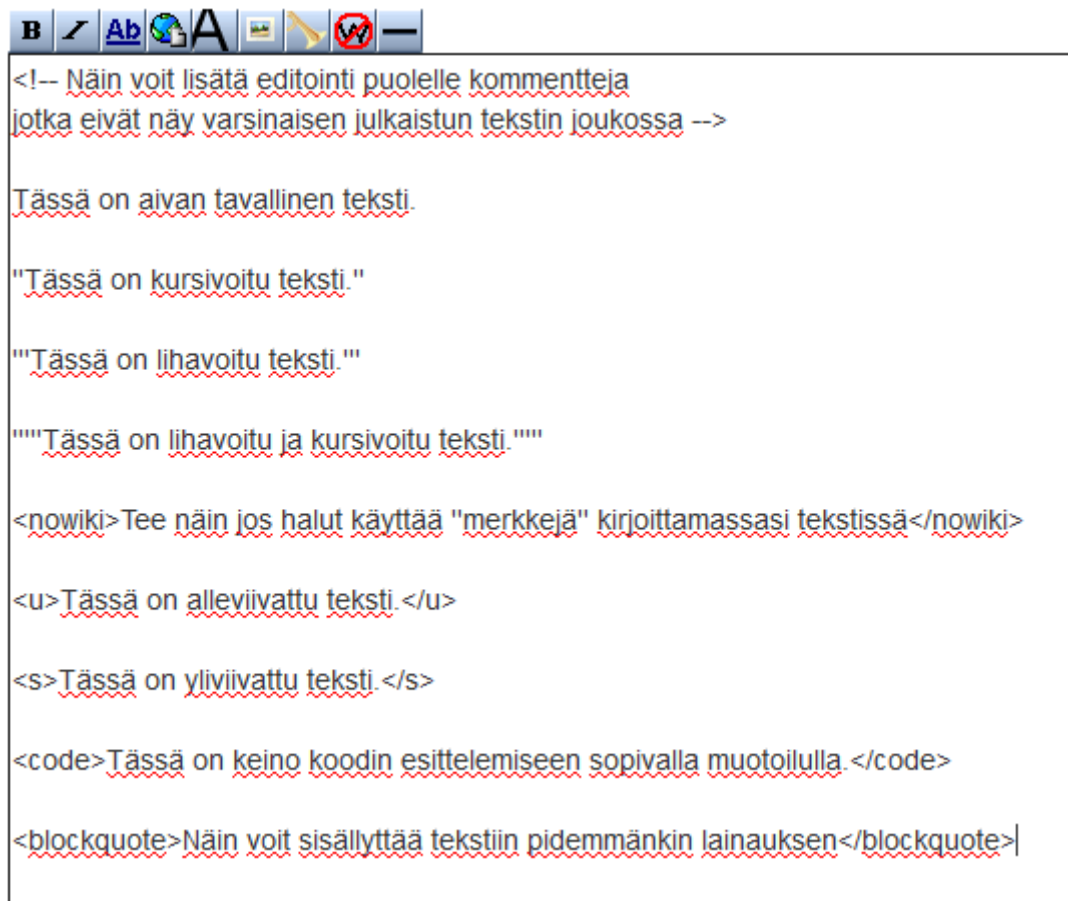 B I Ab A W
<!-- Näin voit lisätä editointi puolelle kommentteja
jotka eivät näy varsinaisen julkaistun tekstin joukossa -->
Tässä on aivan tavallinen teksti.
''Tässä on kursivoitu teksti.''
'''Tässä on lihavoitu teksti.'''
'''''Tässä on lihavoitu ja kursivoitu teksti.'''''
<nowiki>Tee näin jos halut käyttää "merkkejä" kirjoittamassasi tekstissä</nowiki>
<u>Tässä on alleviivattu teksti.</u>
<s>Tässä on yliviivattu teksti.</s>
<code>Tässä on keino koodin esittelemiseen sopivalla muotoilulla.</code>
<blockquote>Näin voit sisällyttää tekstiin pidemmänkin lainauksen</blockquote>